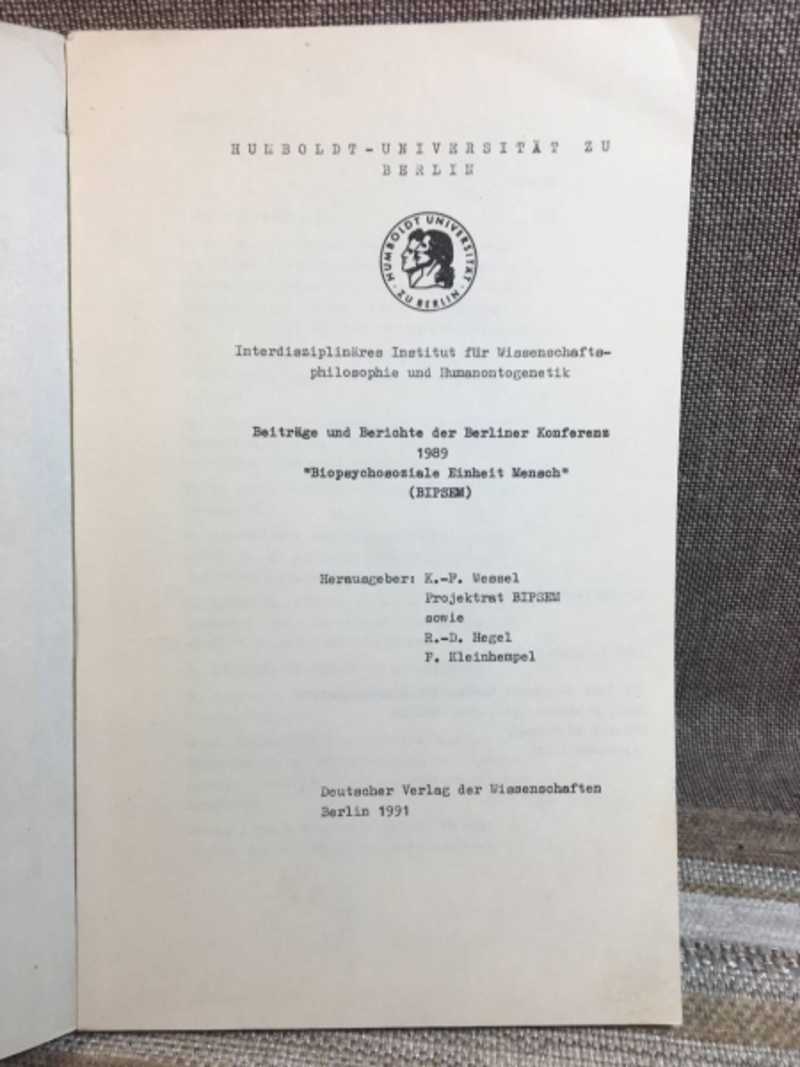 HUMBOLDT-UNIVERSITÄT ZU
BERLIN
HUMBOLDT UNIVERSITÄT
· ZU BERLIN ·
Interdisziplinäres Institut für Wissenschafts-
philosophie und Humanontogenetik
Beiträge und Berichte der Berliner Konferenz
1989
"Biopsychosoziale Einheit Mensch"
(BIPSEM)
Herausgeber: K.-F. Wessel
Projektrat BIPSEM
sowie
R.-D. Hegel
F. Kleinhempel
Deutscher Verlag der Wissenschaften
Berlin 1991